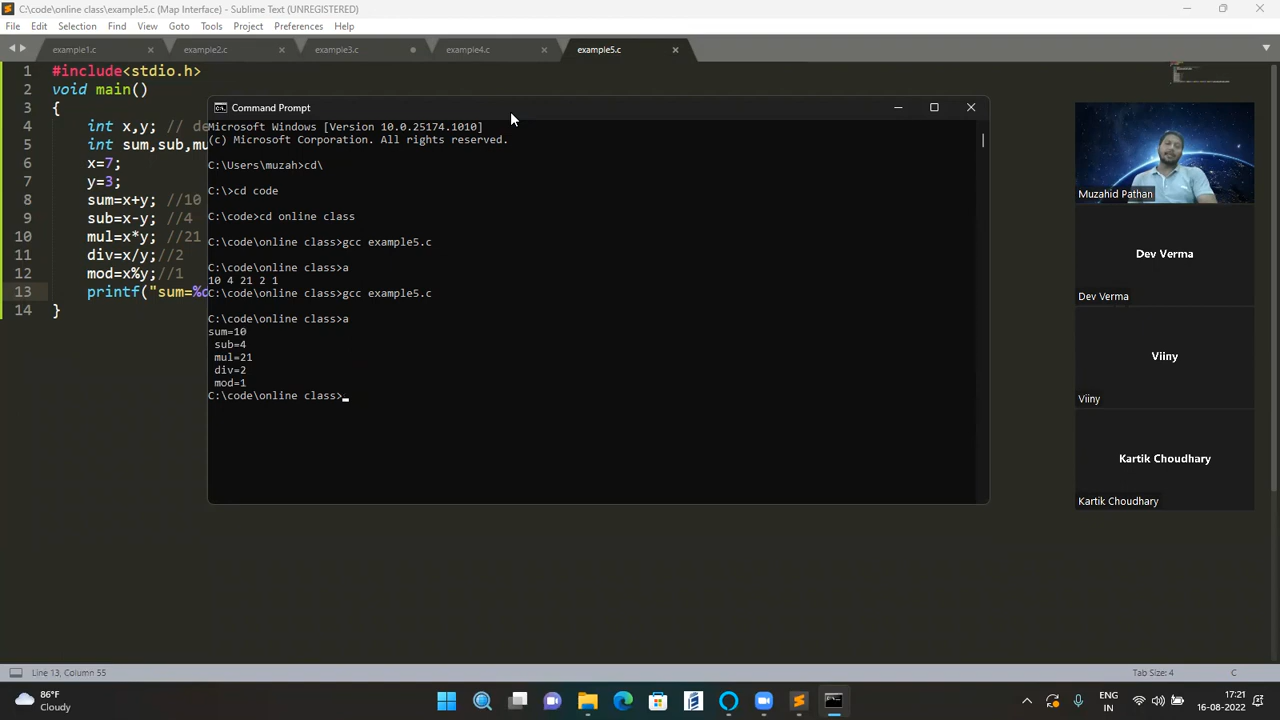 C:\code\online class\example5.c (Map Interface) - Sublime Text (UNREGISTERED)
File Edit Selection Find View Goto Tools Project Preferences Help
example1.c example2.c example3.c example4.c example5.c
1 #include<stdio.h>
2 void main()
3 {
4 int x,y; // de
5 int sum,sub,mu
6 x=7;
7 y=3;
8 sum=x+y; //10
9 sub=x-y; //4
10 mul=x*y; //21
11 div=x/y;//2
12 mod=x%y;//1
13 printf("sum=%d
14 }
Command Prompt
Microsoft Windows [Version 10.0.25174.1010]
(c) Microsoft Corporation. All rights reserved.
C:\Users\muzah>cd\
C:\>cd code
C:\code>cd online class
C:\code\online class>gcc example5.c
C:\code\online class>a
10 4 21 2 1
C:\code\online class>gcc example5.c
C:\code\online class>a
sum=10
sub=4
mul=21
div=2
mod=1
C:\code\online class>
Muzahid Pathan
Dev Verma
Dev Verma
Viiny
Viiny
Kartik Choudhary
Kartik Choudhary
Line 13, Column 55
Tab Size: 4 C
86°F
Cloudy
ENG
IN
17:21
16-08-2022